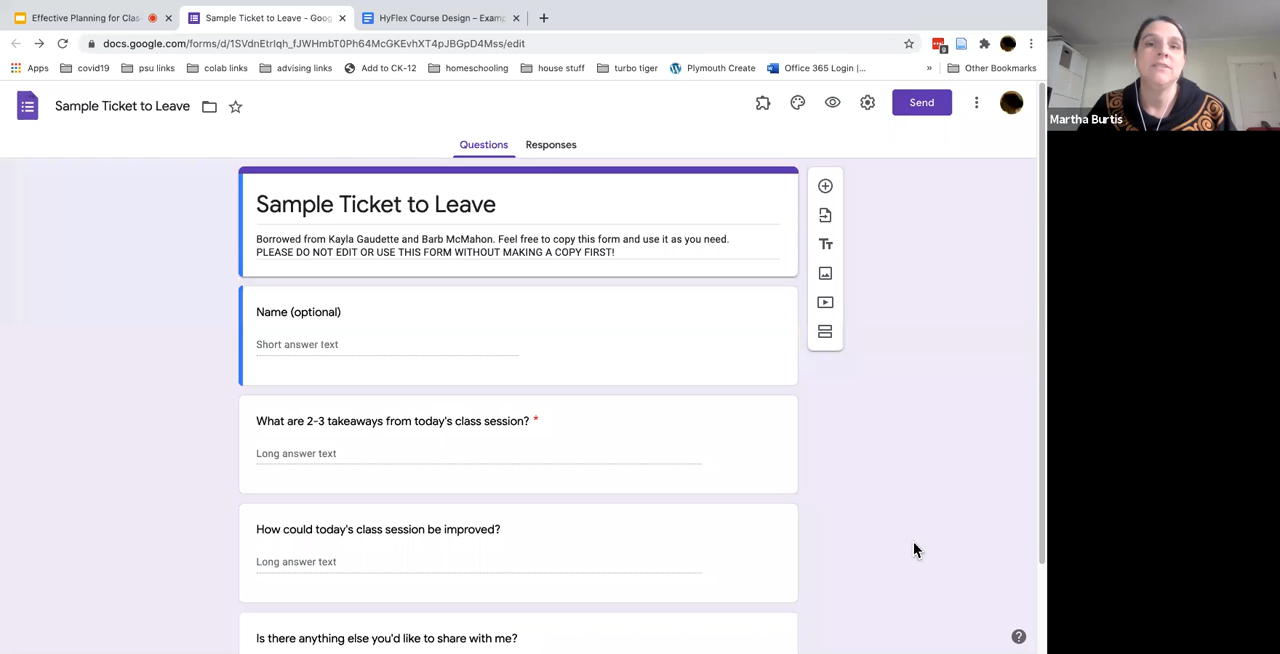 Effective Planning for Clas
Sample Ticket to Leave - Goog
HyFlex Course Design – Examp
docs.google.com/forms/d/1SVdnEtrIqh_fJWHmbT0Ph64McGKEvhXT4pJBGpD4Mss/edit
9
Apps
covid19
psu links
colab links
advising links
Add to CK-12
homeschooling
house stuff
turbo tiger
Plymouth Create
Office 365 Login |...
»
Other Bookmarks
Sample Ticket to Leave
Send
Questions
Responses
Sample Ticket to Leave
Borrowed from Kayla Gaudette and Barb McMahon. Feel free to copy this form and use it as you need.
PLEASE DO NOT EDIT OR USE THIS FORM WITHOUT MAKING A COPY FIRST!
Tt
Name (optional)
Short answer text
What are 2-3 takeaways from today's class session? *
Long answer text
How could today's class session be improved?
Long answer text
Is there anything else you'd like to share with me?
Martha Burtis